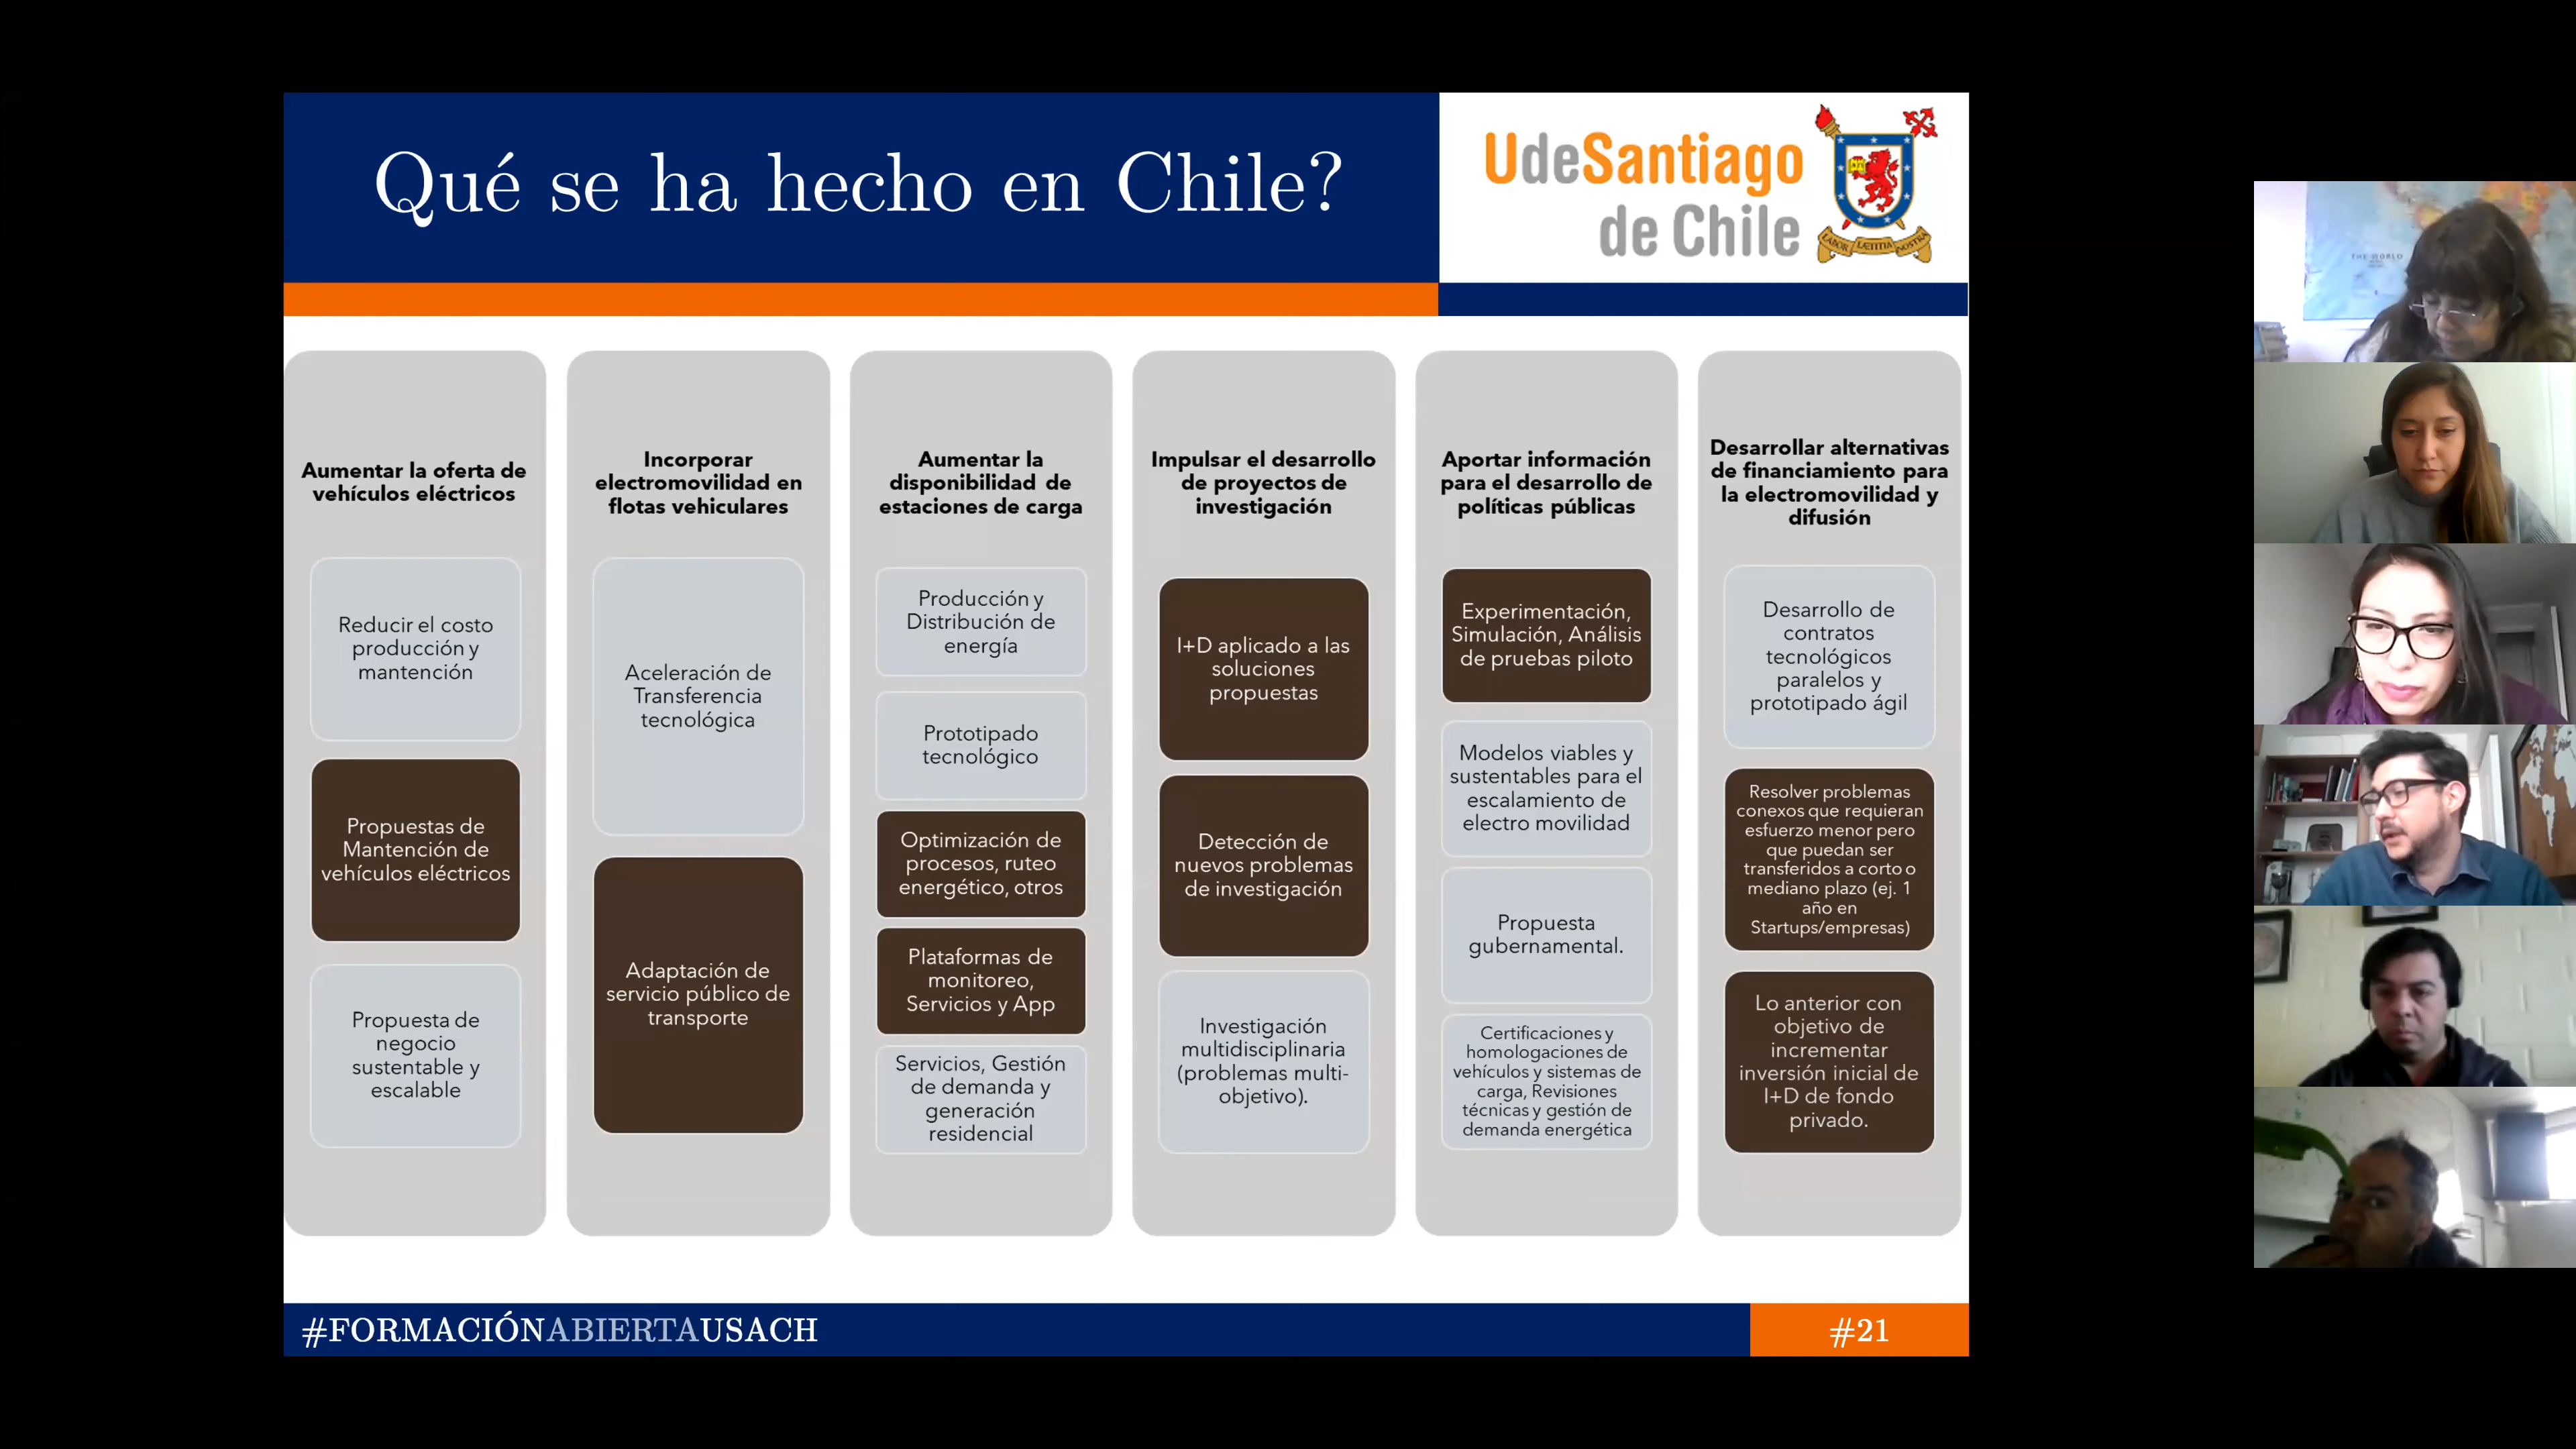 Qué se ha hecho en Chile?
UdeSantiago
de Chile
LABOR LÆTITIA NOSTRA
Aumentar la oferta de
vehículos eléctricos
Reducir el costo
producción y
mantención
Propuestas de
Mantención de
vehículos eléctricos
Propuesta de
negocio
sustentable y
escalable
Incorporar
electromovilidad en
flotas vehiculares
Aceleración de
Transferencia
tecnológica
Adaptación de
servicio público de
transporte
Aumentar la
disponibilidad de
estaciones de carga
Producción y
Distribución de
energía
Prototipado
tecnológico
Optimización de
procesos, ruteo
energético, otros
Plataformas de
monitoreo,
Servicios y App
Servicios, Gestión
de demanda y
generación
residencial
Impulsar el desarrollo
de proyectos de
investigación
I+D aplicado a las
soluciones
propuestas
Detección de
nuevos problemas
de investigación
Investigación
multidisciplinaria
(problemas multi-
objetivo).
Aportar información
para el desarrollo de
políticas públicas
Experimentación,
Simulación, Análisis
de pruebas piloto
Modelos viables y
sustentables para el
escalamiento de
electro movilidad
Propuesta
gubernamental.
Certificaciones y
homologaciones de
vehículos y sistemas de
carga, Revisiones
técnicas y gestión de
demanda energética
Desarrollar alternativas
de financiamiento para
la electromovilidad y
difusión
Desarrollo de
contratos
tecnológicos
paralelos y
prototipado ágil
Resolver problemas
conexos que requieran
esfuerzo menor pero
que puedan ser
transferidos a corto o
mediano plazo (ej. 1
año en
Startups/empresas)
Lo anterior con
objetivo de
incrementar
inversión inicial de
I+D de fondo
privado.
#FORMACIÓNABIERTAUSACH
#21
THE WORLD